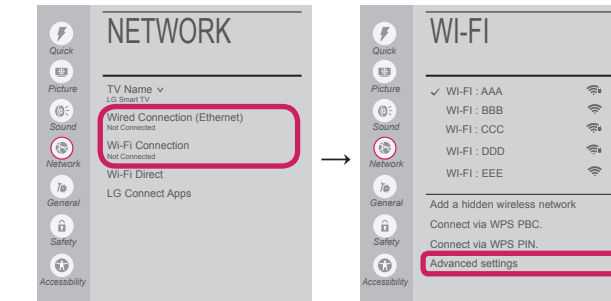 NETWORK
Quick
Picture
Sound
Network
General
Safety
Accessibility
TV Name
LG Smart TV
Wired Connection (Ethernet)
Not Connected
Wi-Fi Connection
Not Connected
Wi-Fi Direct
LG Connect Apps
WI-FI
Quick
Picture
Sound
Network
General
Safety
Accessibility
WI-FI : AAA
WI-FI : BBB
WI-FI : CCC
WI-FI : DDD
WI-FI : EEE
Add a hidden wireless network
Connect via WPS PBC.
Connect via WPS PIN.
Advanced settings